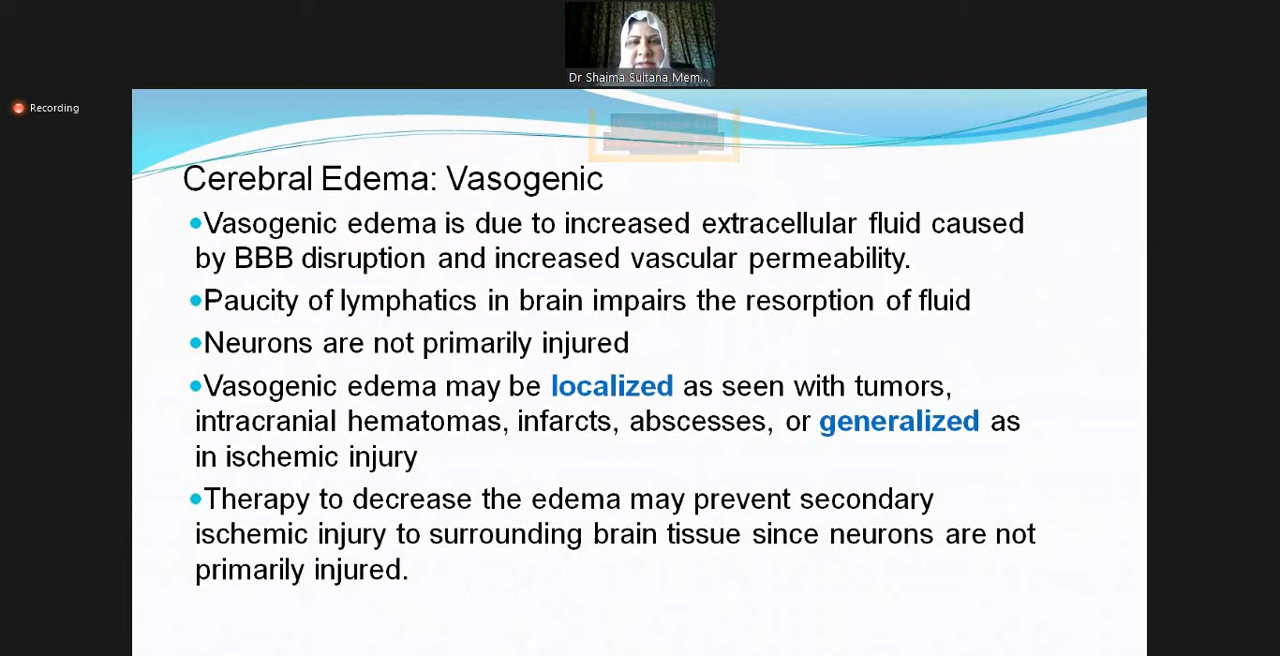 Dr Shaima Sultana Mem...
Recording
Cerebral Edema: Vasogenic
•Vasogenic edema is due to increased extracellular fluid caused
by BBB disruption and increased vascular permeability.
•Paucity of lymphatics in brain impairs the resorption of fluid
•Neurons are not primarily injured
•Vasogenic edema may be localized as seen with tumors,
intracranial hematomas, infarcts, abscesses, or generalized as
in ischemic injury
•Therapy to decrease the edema may prevent secondary
ischemic injury to surrounding brain tissue since neurons are not
primarily injured.